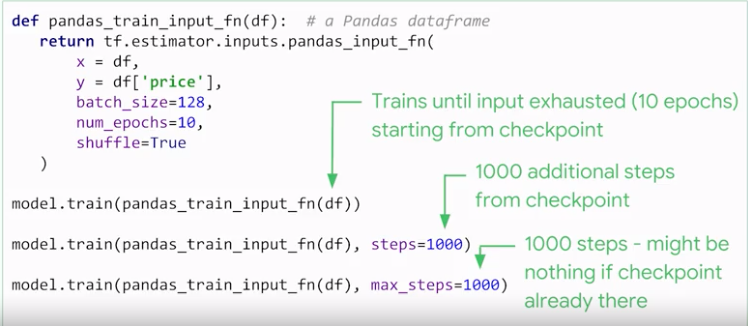 def pandas_train_input_fn(df):  # a Pandas dataframe
   return tf.estimator.inputs.pandas_input_fn(
      x = df,
      y = df['price'],
      batch_size=128,
      num_epochs=10,
      shuffle=True
   )
Trains until input exhausted (10 epochs)
starting from checkpoint
1000 additional steps
from checkpoint
model.train(pandas_train_input_fn(df))
model.train(pandas_train_input_fn(df), steps=1000)
1000 steps - might be
nothing if checkpoint
already there
model.train(pandas_train_input_fn(df), max_steps=1000)